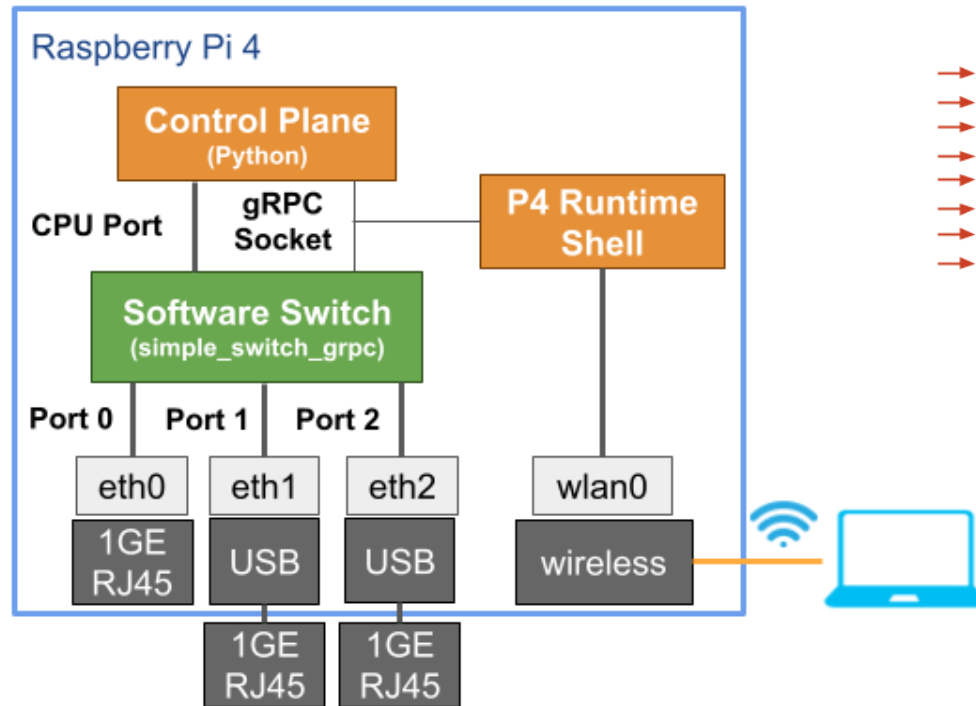 Raspberry Pi 4
Control Plane
(Python)
CPU Port
gRPC
Socket
P4 Runtime
Shell
Software Switch
(simple_switch_grpc)
Port 0
Port 1
Port 2
eth0
eth1
eth2
wlan0
1GE
RJ45
USB
USB
wireless
1GE
RJ45
1GE
RJ45